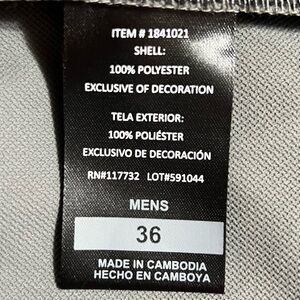 ITEM # 1841021
SHELL:
100% POLYESTER
EXCLUSIVE OF DECORATION
TELA EXTERIOR:
100% POLIÉSTER
EXCLUSIVO DE DECORACIÓN
RN#117732 LOT#591044
MENS
36
MADE IN CAMBODIA
HECHO EN CAMBOYA